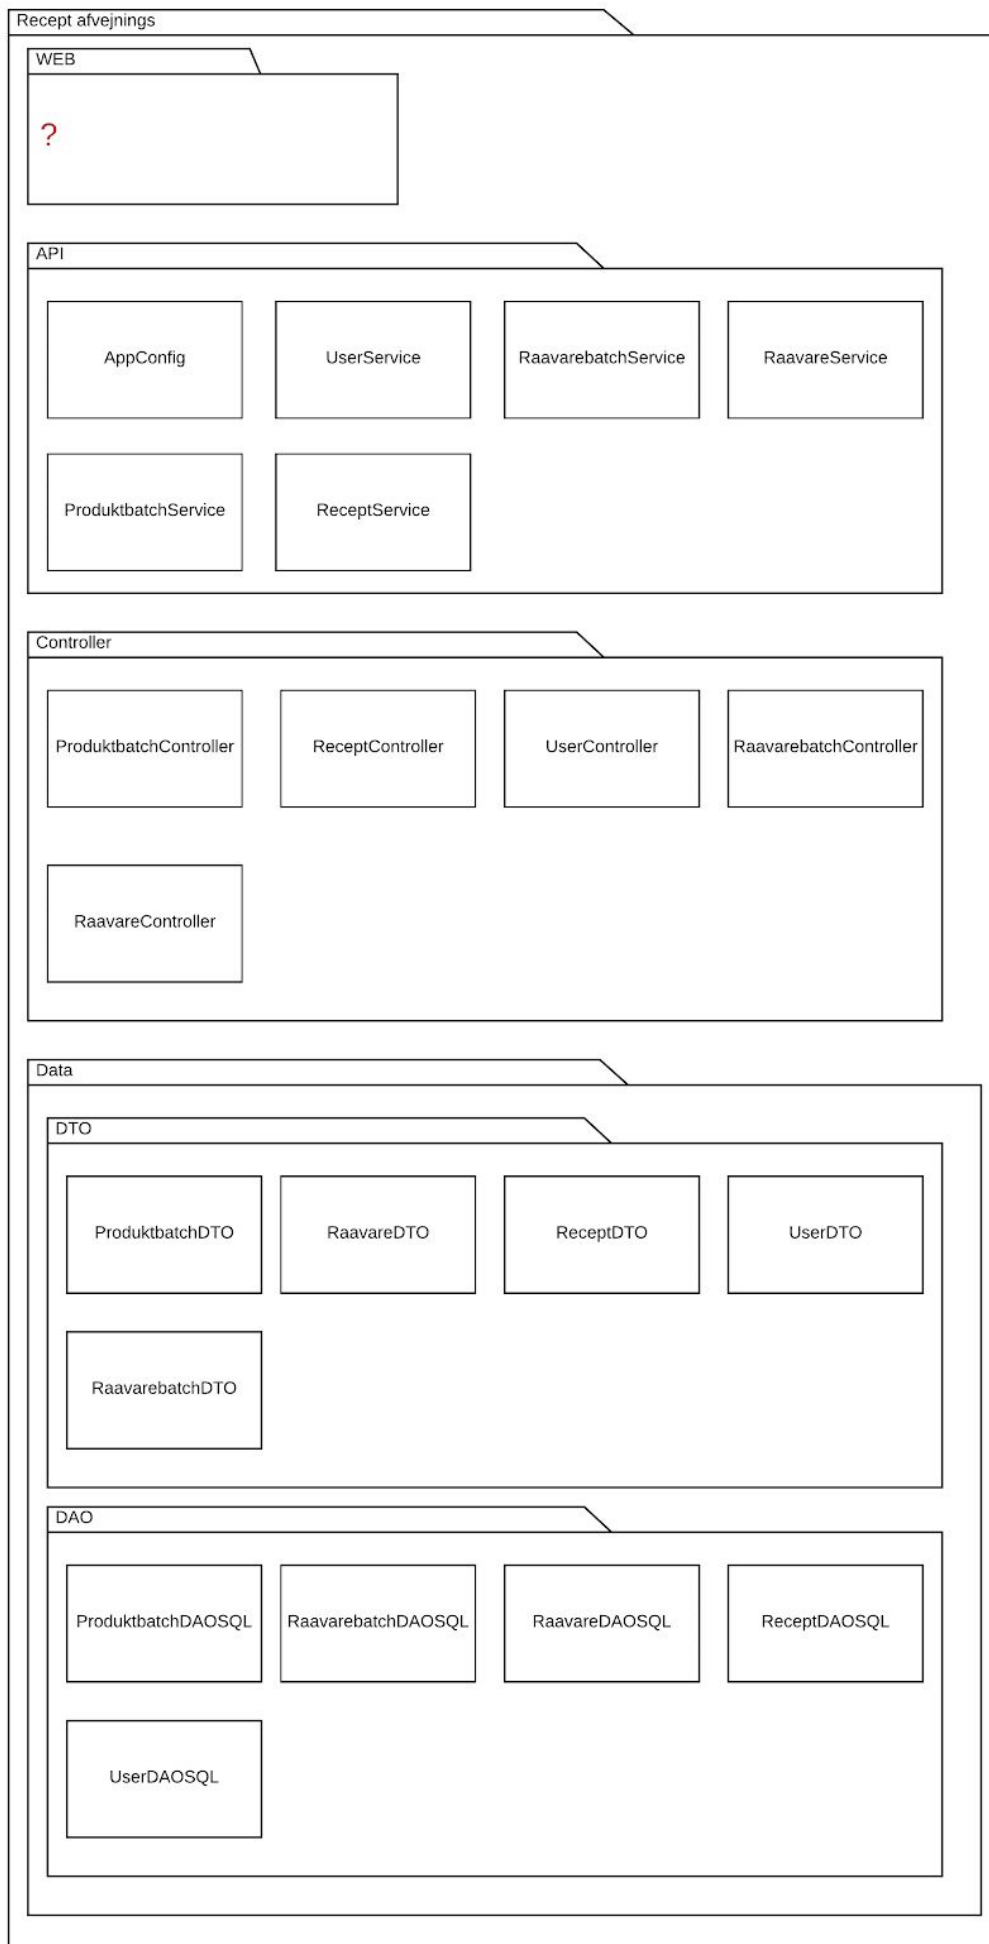 Recept afvejnings
WEB
?
API
AppConfig
UserService
RaavarebatchService
RaavareService
ProduktbatchService
ReceptService
Controller
ProduktbatchController
ReceptController
UserController
RaavarebatchController
RaavareController
Data
DTO
ProduktbatchDTO
RaavareDTO
ReceptDTO
UserDTO
RaavarebatchDTO
DAO
ProduktbatchDAOSQL
RaavarebatchDAOSQL
RaavareDAOSQL
ReceptDAOSQL
UserDAOSQL